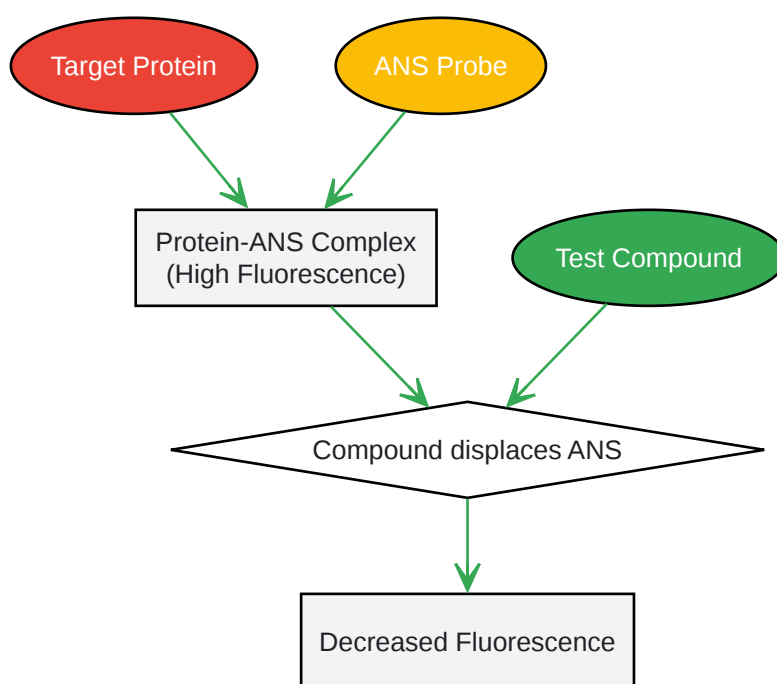 Target Protein
ANS Probe
Protein-ANS Complex
(High Fluorescence)
Test Compound
Compound displaces ANS
Decreased Fluorescence